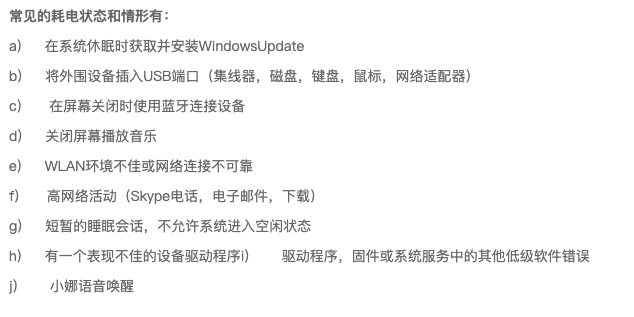 常见的耗电状态和情形有：
a） 在系统休眠时获取并安装WindowsUpdate
b） 将外围设备插入USB端口（集线器，磁盘，键盘，鼠标，网络适配器）
c） 在屏幕关闭时使用蓝牙连接设备
d） 关闭屏幕播放音乐
e） WLAN环境不佳或网络连接不可靠
f） 高网络活动（Skype电话，电子邮件，下载）
g） 短暂的睡眠会话，不允许系统进入空闲状态
h） 有一个表现不佳的设备驱动程序i） 驱动程序，固件或系统服务中的其他低级软件错误
j） 小娜语音唤醒